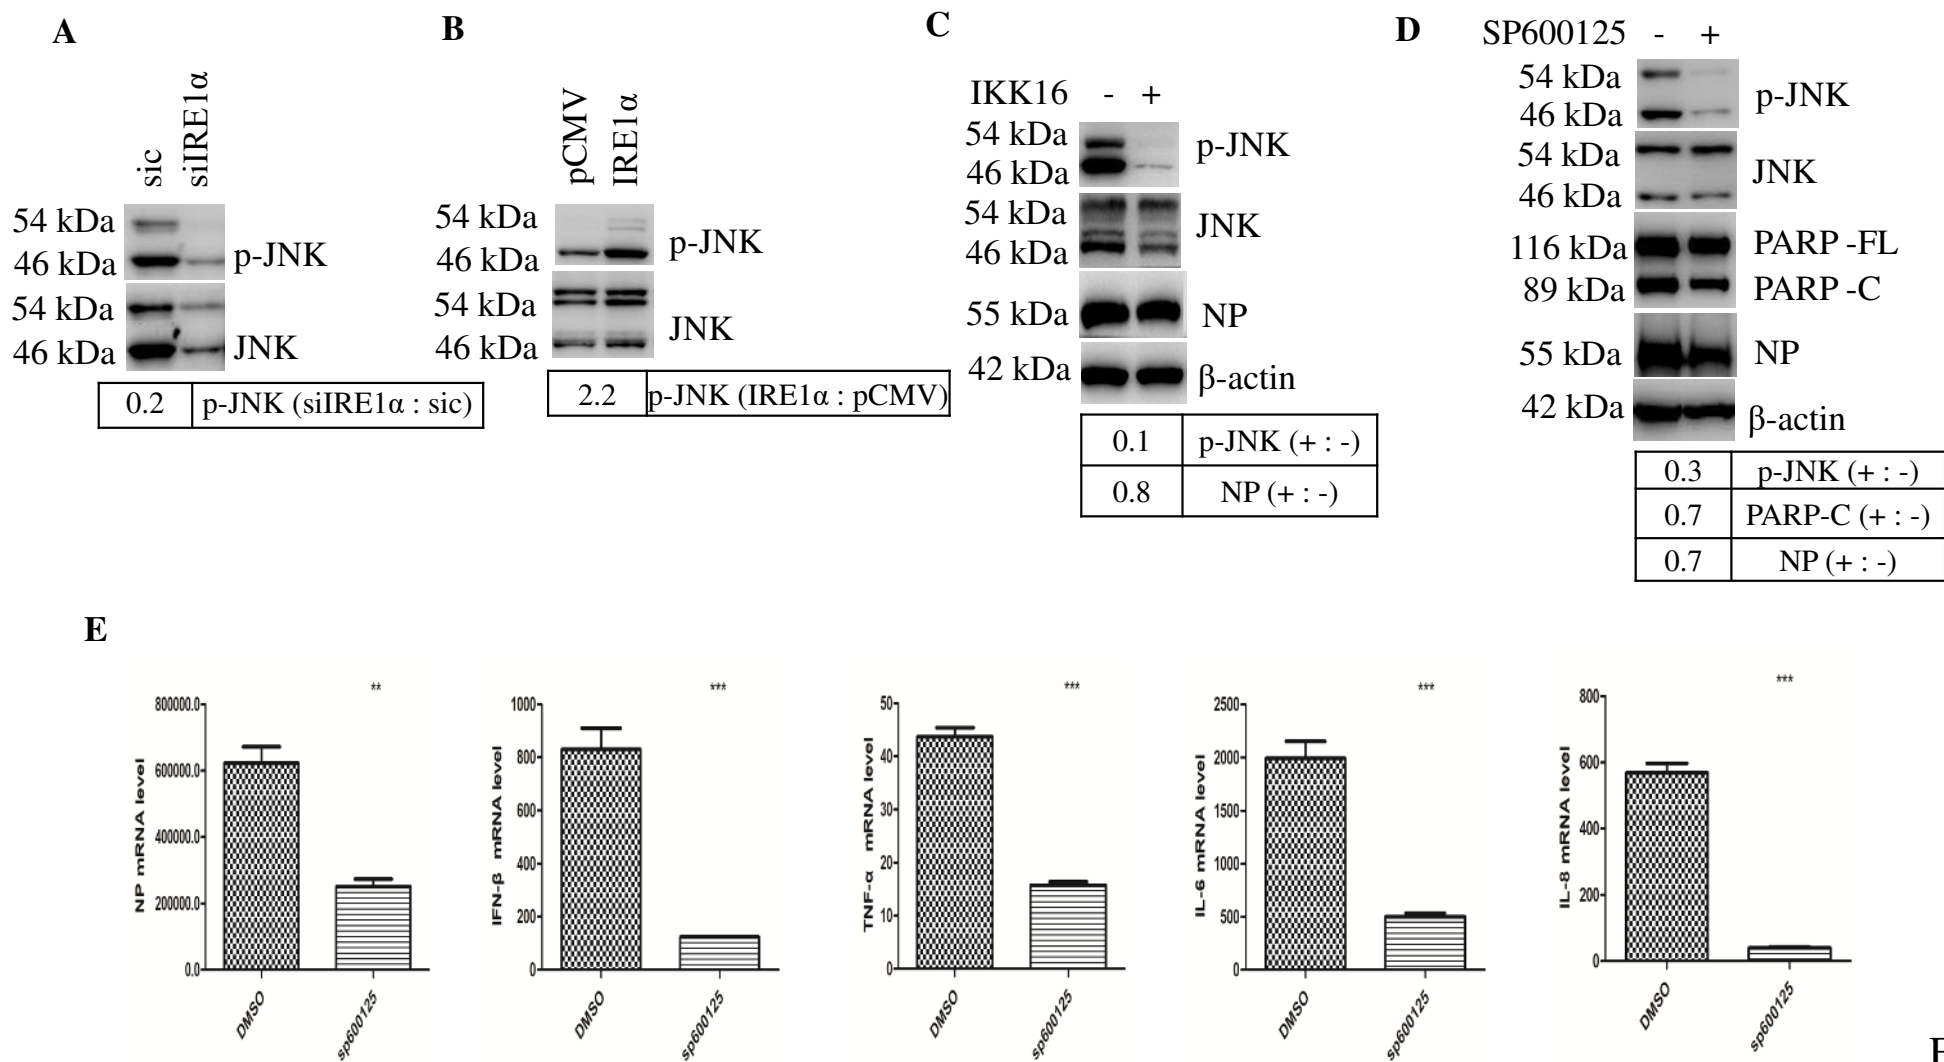 A
sic
siIRE1α
54 kDa
46 kDa
p-JNK
54 kDa
46 kDa
JNK
0.2 p-JNK (siIRE1α : sic)
B
pCMV
IRE1α
54 kDa
46 kDa
p-JNK
54 kDa
46 kDa
JNK
2.2 p-JNK (IRE1α : pCMV)
C
IKK16 - +
54 kDa
46 kDa
p-JNK
54 kDa
46 kDa
JNK
55 kDa NP
42 kDa β-actin
0.1 p-JNK (+ : -)
0.8 NP (+ : -)
D
SP600125 - +
54 kDa
46 kDa
p-JNK
54 kDa
46 kDa
JNK
116 kDa PARP -FL
89 kDa PARP -C
55 kDa NP
42 kDa β-actin
0.3 p-JNK (+ : -)
0.7 PARP-C (+ : -)
0.7 NP (+ : -)
E
NP mRNA level
800000.0
600000.0
400000.0
200000.0
0.0
**
DMSO
sp600125
IFN-β mRNA level
1000
800
600
400
200
0
***
DMSO
sp600125
TNF-α mRNA level
50
40
30
20
10
0
***
DMSO
sp600125
IL-6 mRNA level
2500
2000
1500
1000
500
0
***
DMSO
sp600125
IL-8 mRNA level
800
600
400
200
0
***
DMSO
sp600125